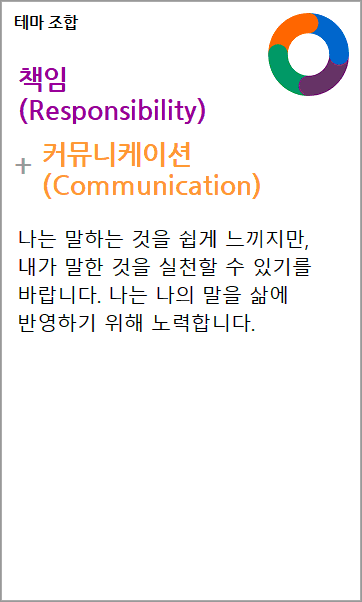 테마 조합
책임
(Responsibility)
+ 커뮤니케이션
(Communication)
나는 말하는 것을 쉽게 느끼지만,
내가 말한 것을 실천할 수 있기를
바랍니다. 나는 나의 말을 삶에
반영하기 위해 노력합니다.